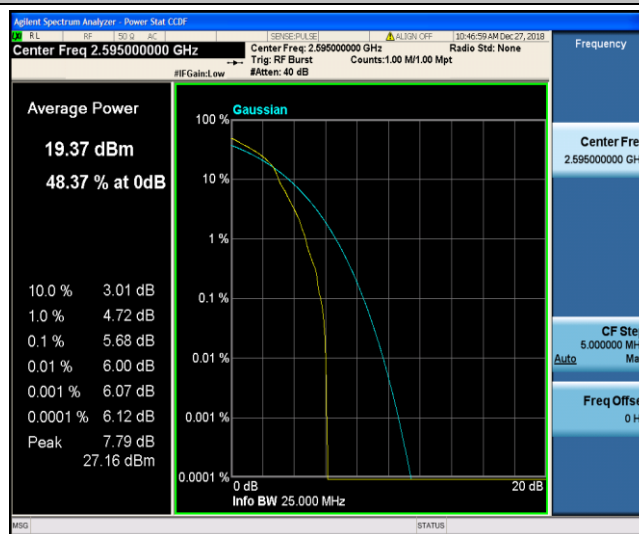 Agilent Spectrum Analyzer - Power Stat CCDF
RL RF 50 Ω AC SENSE:PULSE ALIGN OFF 10:46:59 AM Dec 27, 2018
Center Freq 2.595000000 GHz
Center Freq: 2.595000000 GHz Radio Std: None
Trig: RF Burst Counts:1.00 M/1.00 Mpt
#IFGain:Low #Atten: 40 dB
Frequency
Average Power
19.37 dBm
48.37 % at 0dB
10.0 % 3.01 dB
1.0 % 4.72 dB
0.1 % 5.68 dB
0.01 % 6.00 dB
0.001 % 6.07 dB
0.0001 % 6.12 dB
Peak 7.79 dB
27.16 dBm
Gaussian
100 %
10 %
1 %
0.1 %
0.01 %
0.001 %
0.0001 %
0 dB 20 dB
Info BW 25.000 MHz
Center Fre
2.595000000 GH
CF Ste
5.000000 MH
Auto Ma
Freq Offse
0 H
MSG STATUS